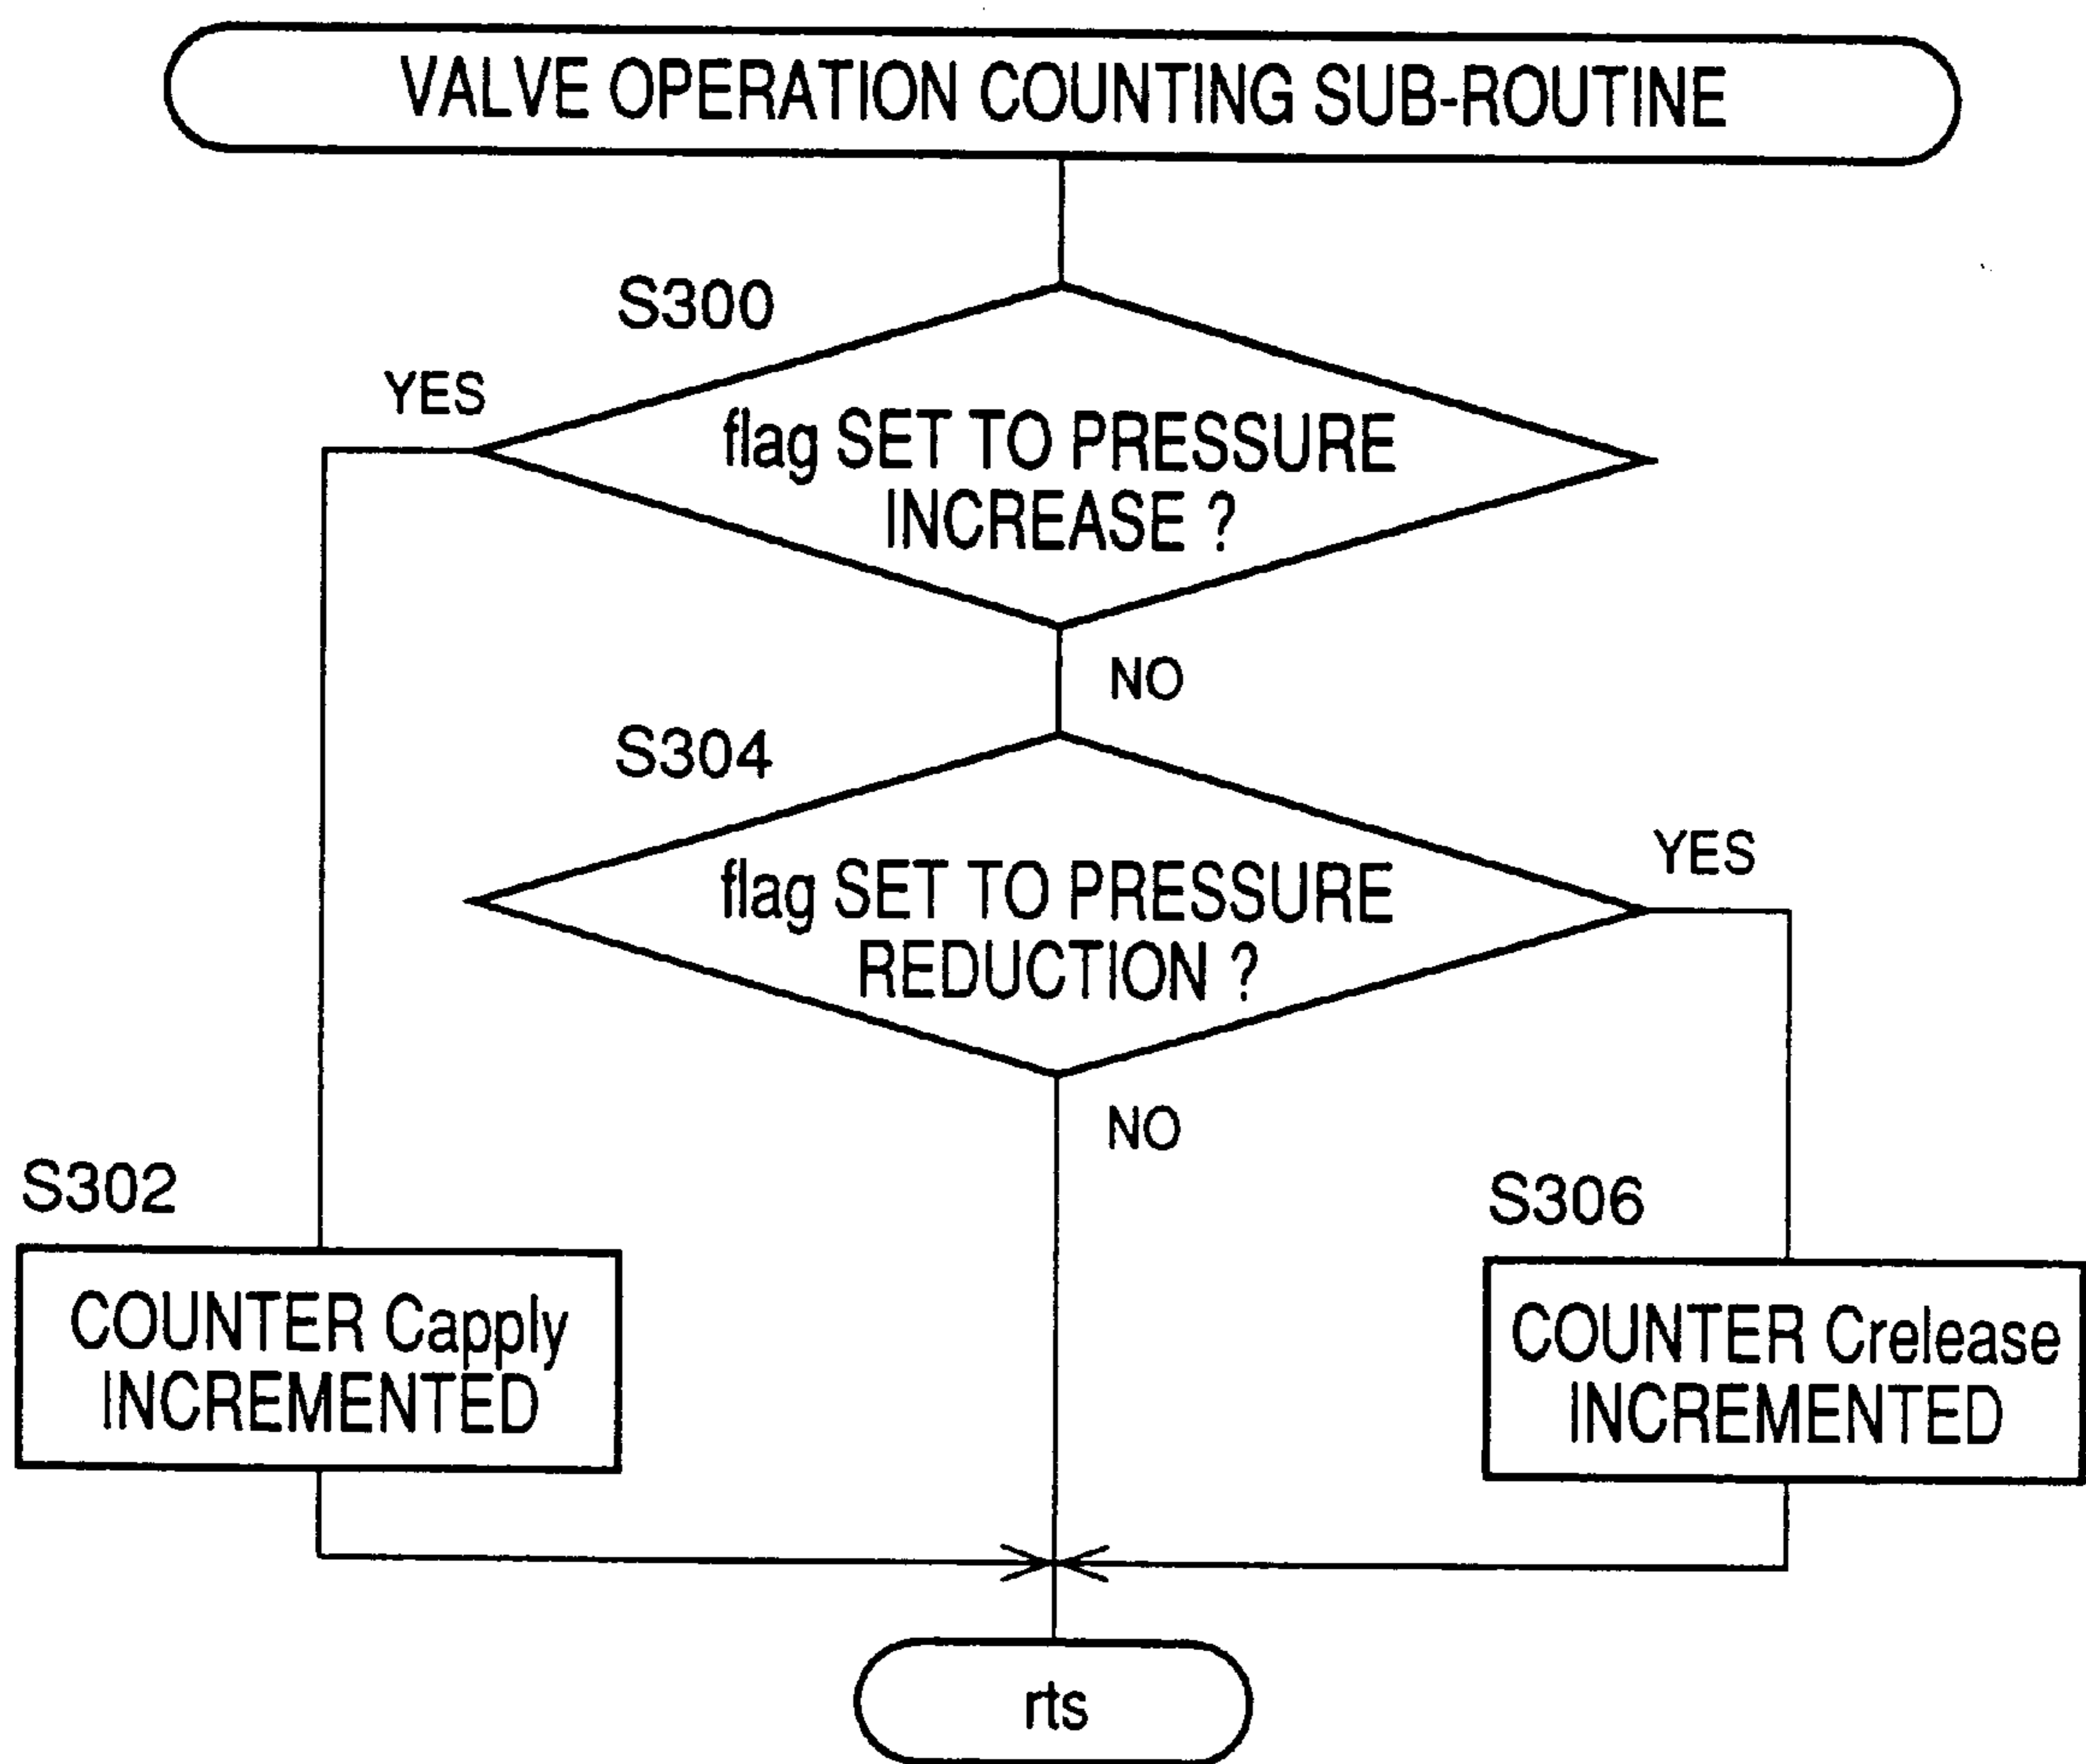 VALVE OPERATION COUNTING SUB-ROUTINE
S300
YES
flag SET TO PRESSURE
INCREASE ?
NO
S304
YES
flag SET TO PRESSURE
REDUCTION ?
NO
S302
COUNTER Capply
INCREMENTED
S306
COUNTER Crelease
INCREMENTED
rts